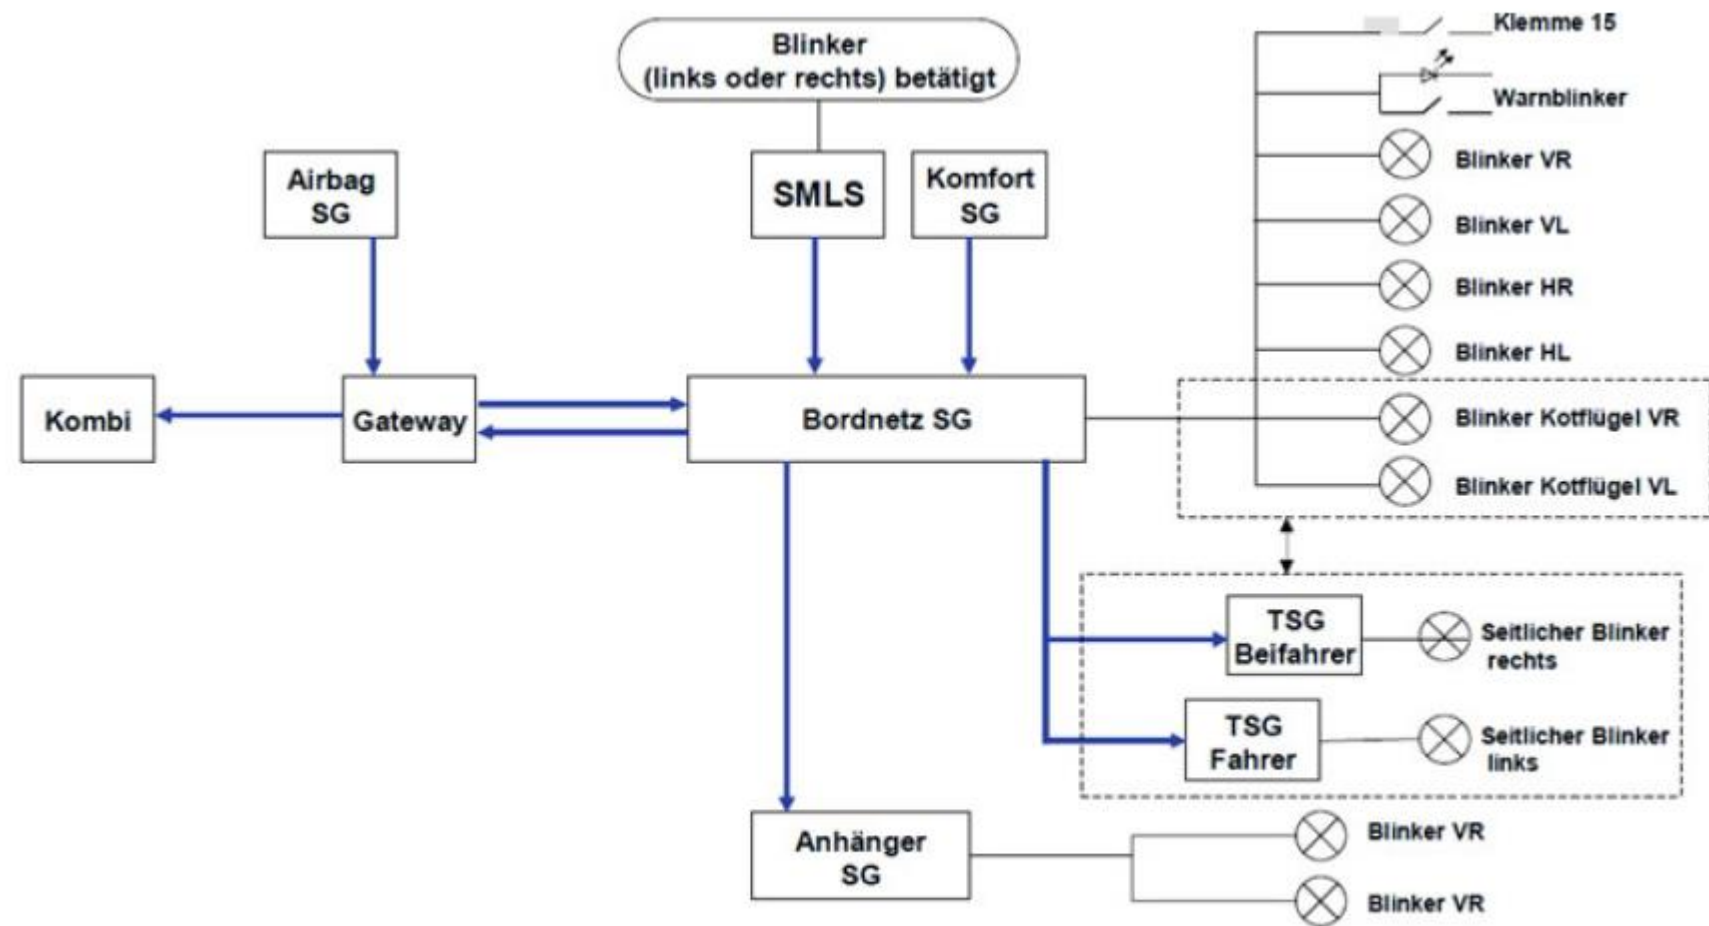 Blinker
(links oder rechts) betätigt
Klemme 15
Warnblinker
Airbag
SG
SMLS
Komfort
SG
Blinker VR
Blinker VL
Blinker HR
Blinker HL
Kombi
Gateway
Bordnetz SG
Blinker Kotflügel VR
Blinker Kotflügel VL
TSG
Beifahrer
Seitlicher Blinker
rechts
TSG
Fahrer
Seitlicher Blinker
links
Anhänger
SG
Blinker VR
Blinker VR